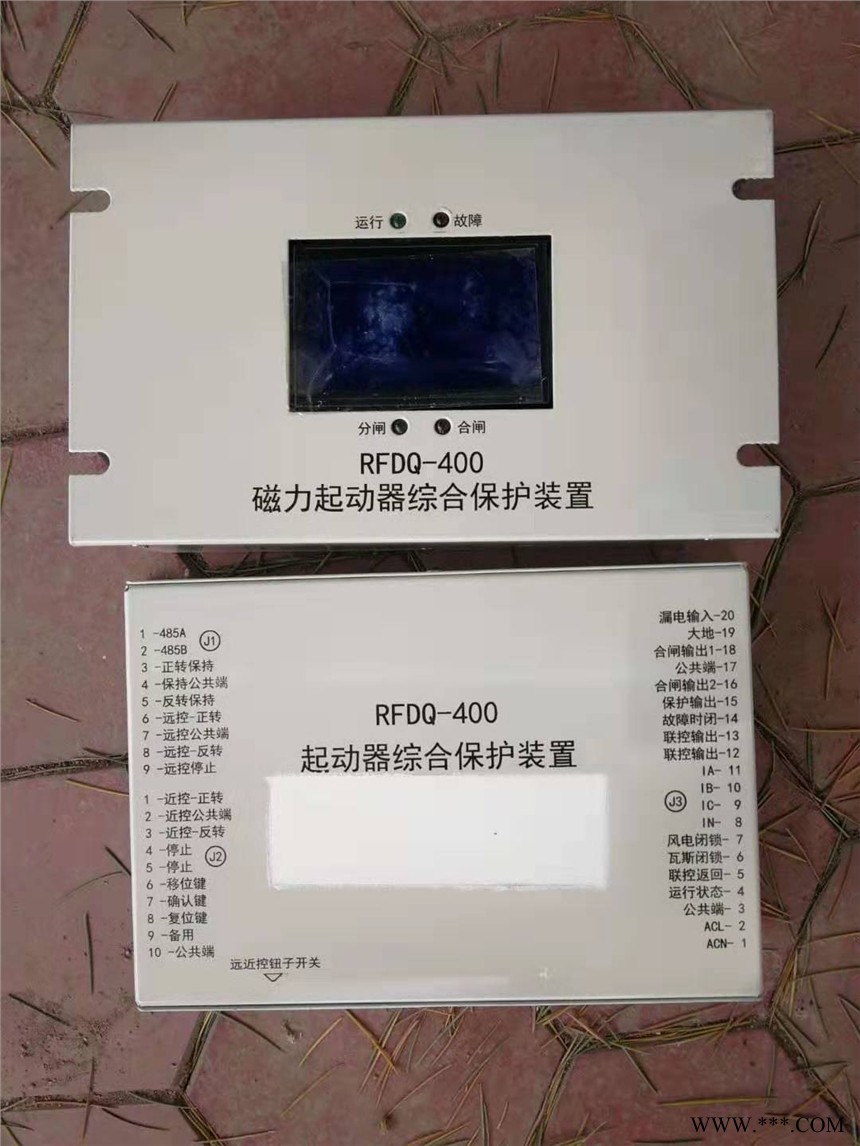 运行 故障
分闸 合闸
RFDQ-400
磁力起动器综合保护装置
1 -485A
2 -485B
3 -正转保持
4 -保持公共端
5 -反转保持
6 -远控-正转
7 -远控公共端
8 -远控-反转
9 -远控停止
J1
1 -近控-正转
2 -近控公共端
3 -近控-反转
4 -停止
5 -停止
6 -移位键
7 -确认键
8 -复位键
9 -备用
10 -公共端
J2
远近控钮子开关
RFDQ-400
起动器综合保护装置
漏电输入-20
大地-19
合闸输出1-18
公共端-17
合闸输出2-16
保护输出-15
故障时闭-14
联控输出-13
联控输出-12
IA- 11
IB- 10
IC- 9
IN- 8
风电闭锁- 7
瓦斯闭锁- 6
联控返回- 5
运行状态- 4
公共端- 3
ACL- 2
ACN- 1
J3
WWW.***.COM